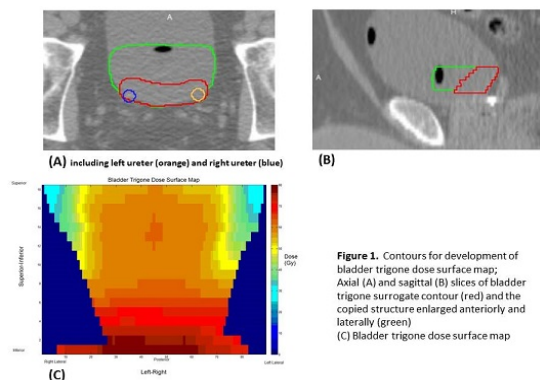 A
H
A
(A) including left ureter (orange) and right ureter (blue)
(B)
Bladder Trigone Dose Surface Map
Superior
Superior-Inferior
Inferior
Dose
(Gy)
Right Lateral
Posterior
Left Lateral
Left-Right
(C)
Figure 1. Contours for development of
bladder trigone dose surface map;
Axial (A) and sagittal (B) slices of bladder
trigone surrogate contour (red) and the
copied structure enlarged anteriorly and
laterally (green)
(C) Bladder trigone dose surface map